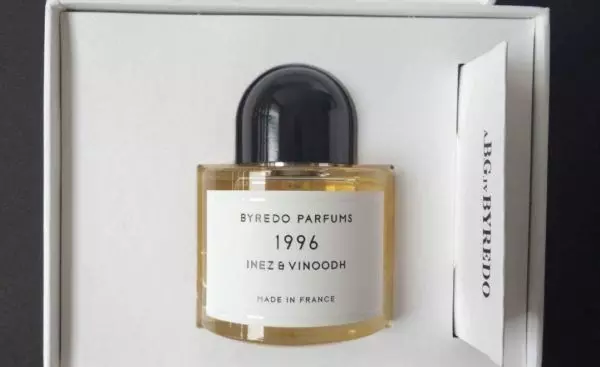 BYREDO PARFUMS
1996
INEZ & VINOODH
MADE IN FRANCE
ABC BY BYREDO